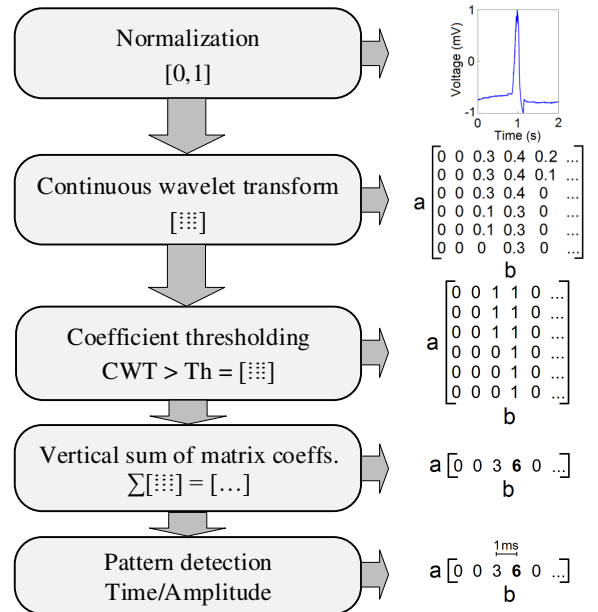 Normalization
[0,1]
Voltage (mV)
1
-1
0 1 2
Time (s)
Continuous wavelet transform
[⁞⁞⁞]
a
0 0 0.3 0.4 0.2 ...
0 0 0.3 0.4 0.1 ...
0 0 0.3 0.4 0 ...
0 0 0.1 0.3 0 ...
0 0 0.1 0.3 0 ...
0 0 0 0.3 0 ...
b
Coefficient thresholding
CWT > Th = [⁞⁞⁞]
a
0 0 1 1 0 ...
0 0 1 1 0 ...
0 0 1 1 0 ...
0 0 0 1 0 ...
0 0 0 1 0 ...
0 0 0 1 0 ...
b
Vertical sum of matrix coeffs.
∑[⁞⁞⁞] = [...]
a [0 0 3 6 0 ...]
b
Pattern detection
Time/Amplitude
1ms
a [0 0 3 6 0 ...]
b